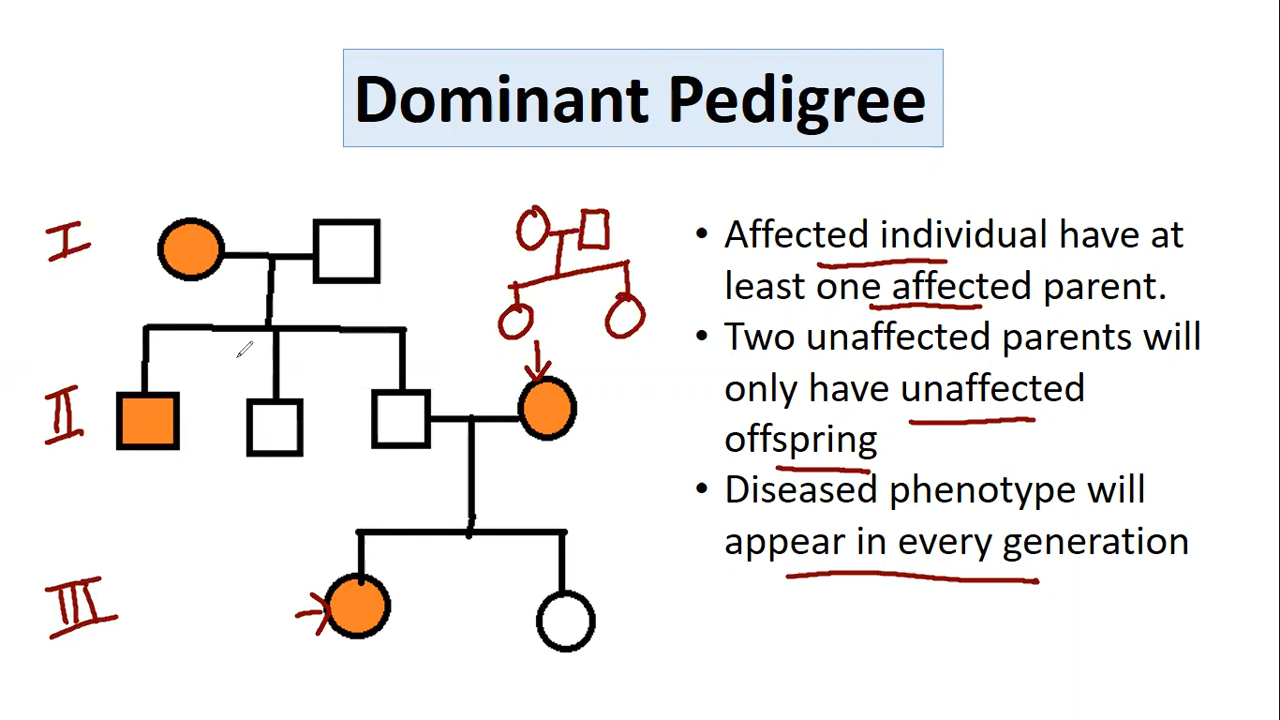 Dominant Pedigree
I
II
III
• Affected individual have at
least one affected parent.
• Two unaffected parents will
only have unaffected
offspring
• Diseased phenotype will
appear in every generation